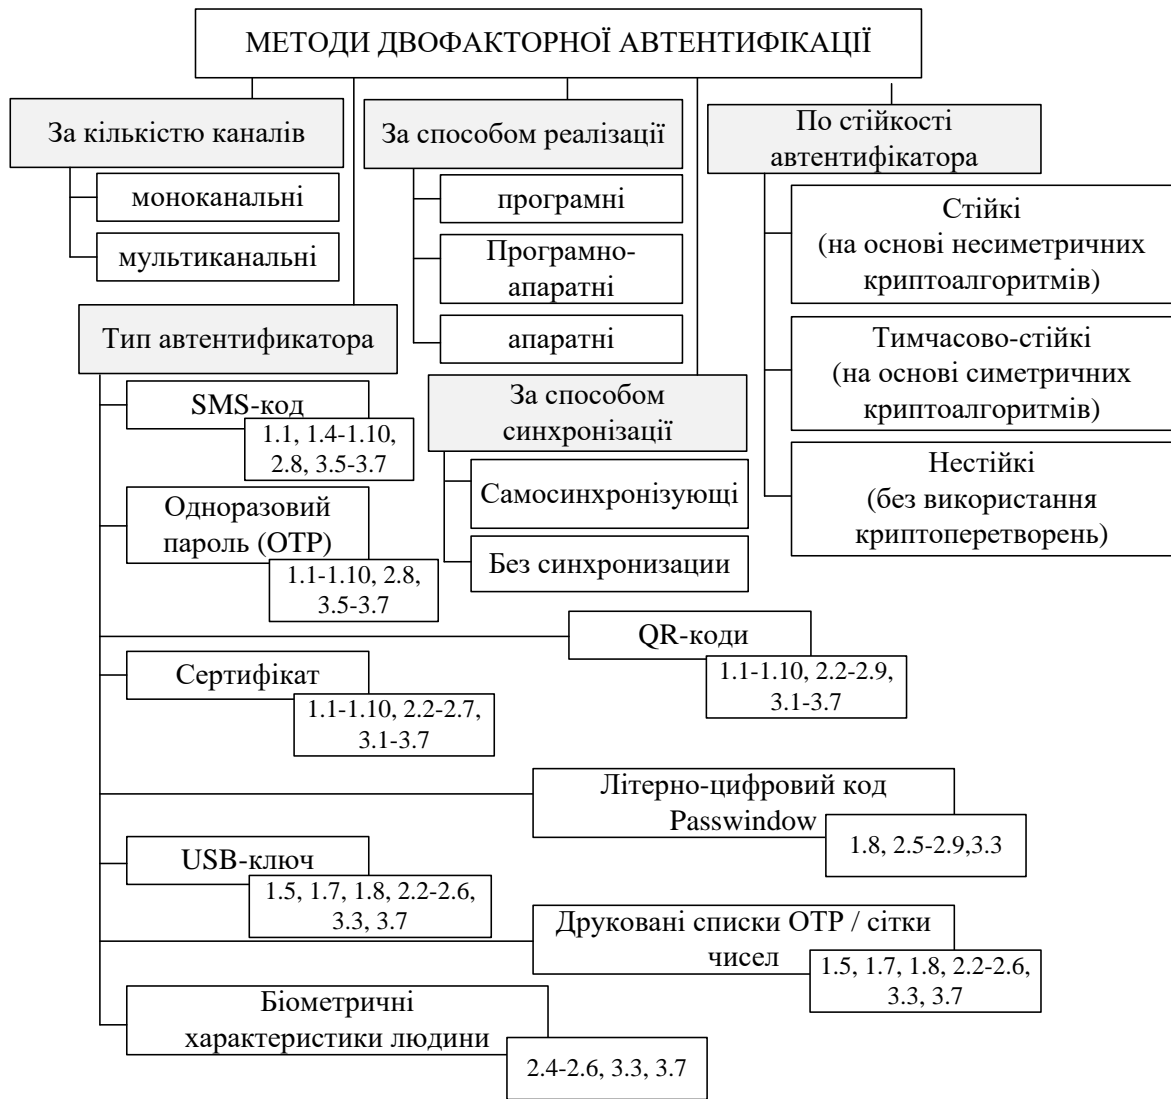 МЕТОДИ ДВОФАКТОРНОЇ АВТЕНТИФІКАЦІЇ
За кількістю каналів
моноканальні
мультиканальні
За способом реалізації
програмні
Програмно-
апаратні
апаратні
По стійкості
автентифікатора
Стійкі
(на основі несиметричних
криптоалгоритмів)
Тимчасово-стійкі
(на основі симетричних
криптоалгоритмів)
Нестійкі
(без використання
криптоперетворень)
За способом
синхронізації
Самосинхронізующі
Без синхронизации
Тип автентификатора
SMS-код
1.1, 1.4-1.10,
2.8, 3.5-3.7
Одноразовий
пароль (OTP)
1.1-1.10, 2.8,
3.5-3.7
QR-коди
1.1-1.10, 2.2-2.9,
3.1-3.7
Сертифікат
1.1-1.10, 2.2-2.7,
3.1-3.7
Літерно-цифровий код
Passwindow
1.8, 2.5-2.9,3.3
USB-ключ
1.5, 1.7, 1.8, 2.2-2.6,
3.3, 3.7
Друковані списки OTP / сітки
чисел
1.5, 1.7, 1.8, 2.2-2.6,
3.3, 3.7
Біометричні
характеристики людини
2.4-2.6, 3.3, 3.7